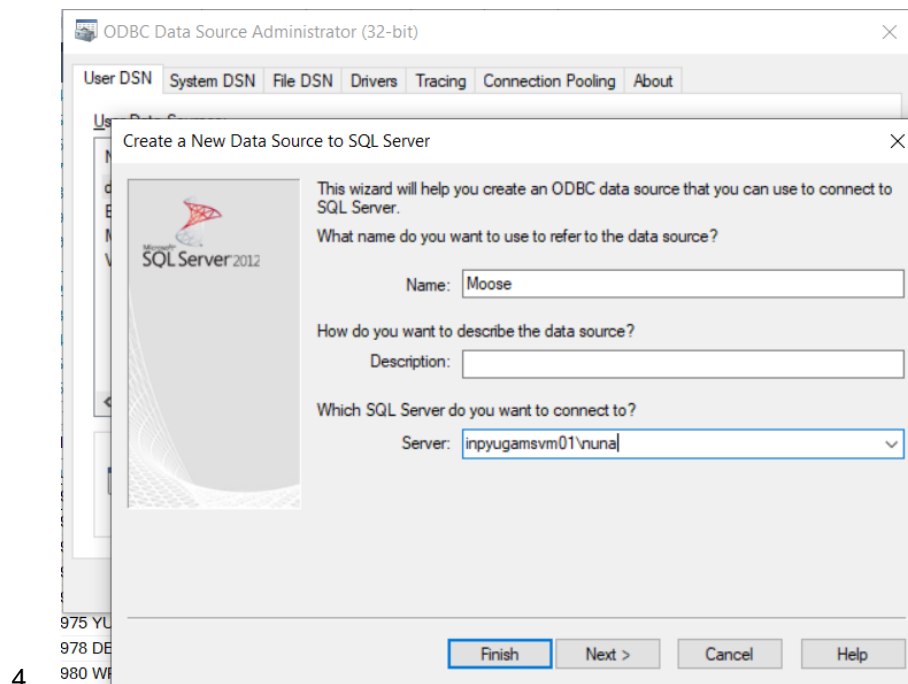 ODBC Data Source Administrator (32-bit)
User DSN System DSN File DSN Drivers Tracing Connection Pooling About
Create a New Data Source to SQL Server
This wizard will help you create an ODBC data source that you can use to connect to
SQL Server.
What name do you want to use to refer to the data source?
Microsoft
SQL Server 2012
Name: Moose
How do you want to describe the data source?
Description:
Which SQL Server do you want to connect to?
Server: inpyugamsvm01\nuna
Finish Next > Cancel Help
975 YU
978 DE
980
4